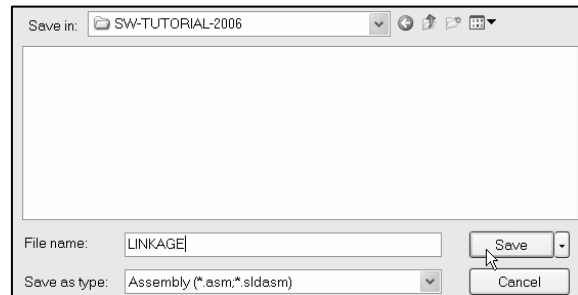 Save in: SW-TUTORIAL-2006
File name: LINKAGE
Save
Save as type: Assembly (*.asm;*.sldasm)
Cancel